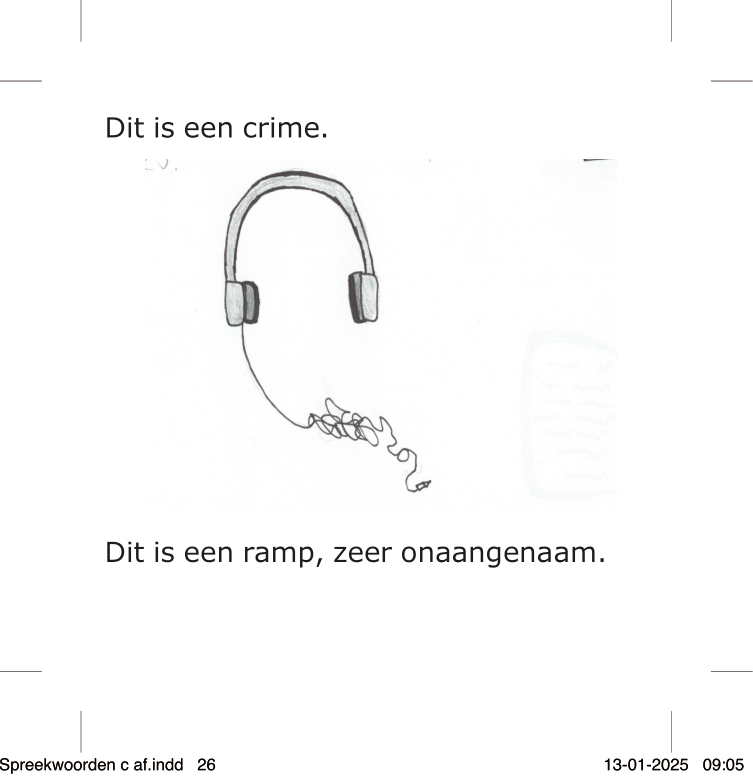 Dit is een crime.
Dit is een ramp, zeer onaangenaam.
Spreekwoorden c af.indd 26
13-01-2025 09:05